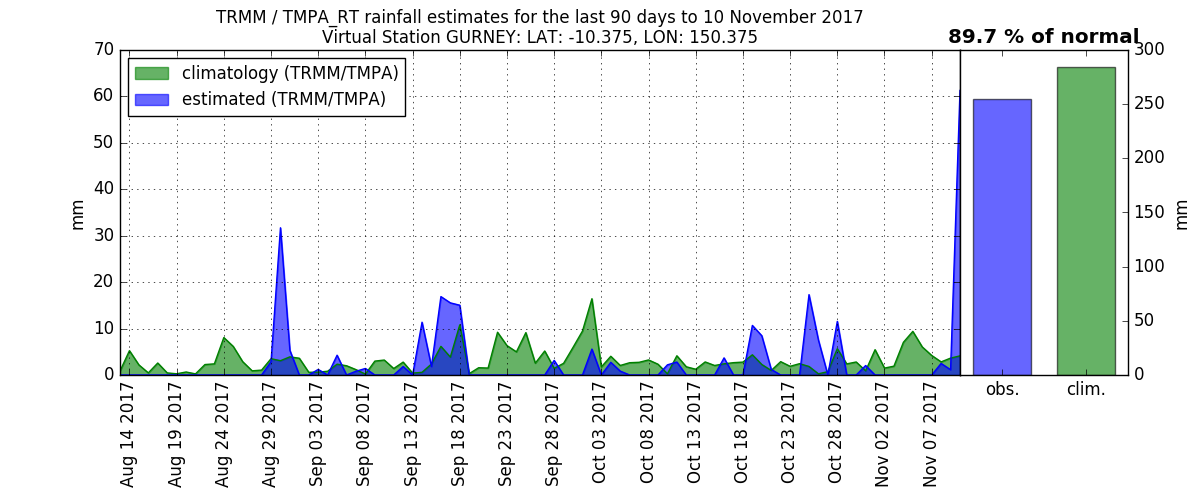 TRMM / TMPA_RT rainfall estimates for the last 90 days to 10 November 2017
Virtual Station GURNEY: LAT: -10.375, LON: 150.375
89.7 % of normal
climatology (TRMM/TMPA)
estimated (TRMM/TMPA)
70
60
50
40
30
20
10
0
mm
300
250
200
150
100
50
0
mm
Aug 14 2017
Aug 19 2017
Aug 24 2017
Aug 29 2017
Sep 03 2017
Sep 08 2017
Sep 13 2017
Sep 18 2017
Sep 23 2017
Sep 28 2017
Oct 03 2017
Oct 08 2017
Oct 13 2017
Oct 18 2017
Oct 23 2017
Oct 28 2017
Nov 02 2017
Nov 07 2017
obs.
clim.